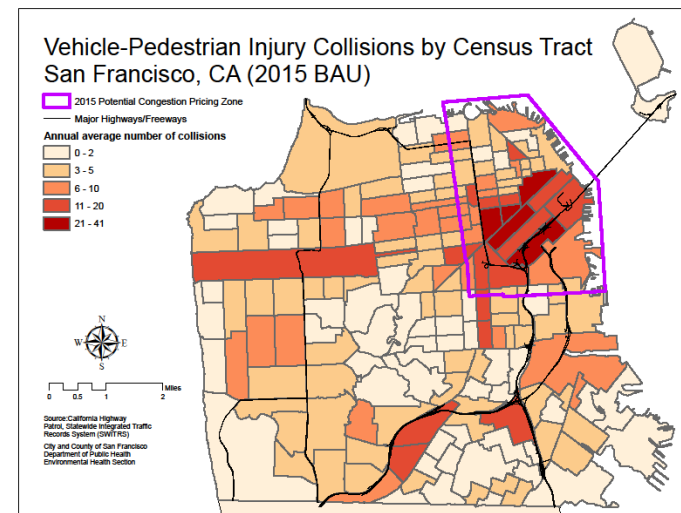 Vehicle-Pedestrian Injury Collisions by Census Tract
San Francisco, CA (2015 BAU)
2015 Potential Congestion Pricing Zone
Major Highways/Freeways
Annual average number of collisions
0 - 2
3 - 5
6 - 10
11 - 20
21 - 41
N
W E
S
0 0.5 1 2
Miles
Source:California Highway
Patrol, Statewide Integrated Traffic
Records System (SWITRS)
City and County of San Francisco
Department of Public Health
Environmental Health Section